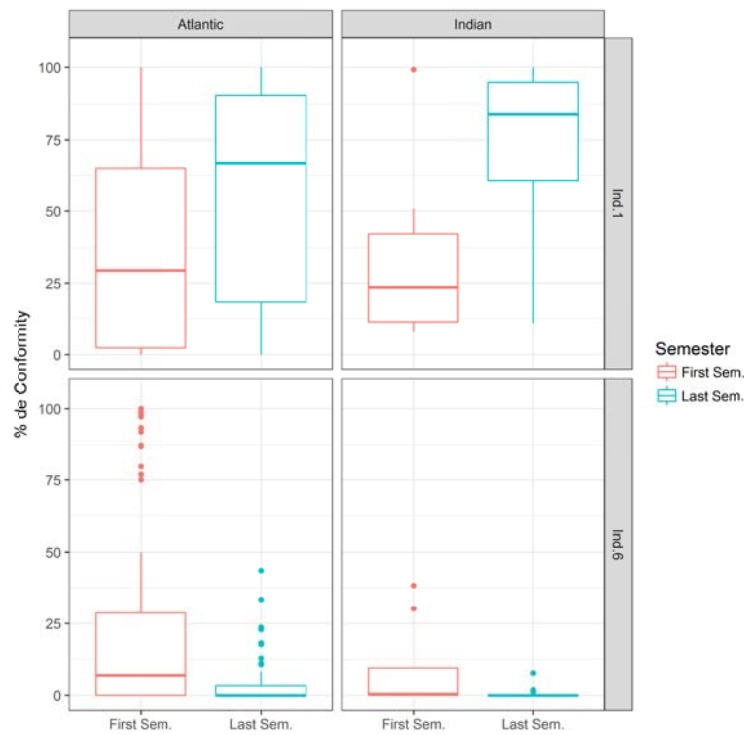 Atlantic
Indian
100
75
50
25
0
Ind.1
% de Conformity
Semester
First Sem.
Last Sem.
100
75
50
25
0
Ind.6
First Sem.
Last Sem.
First Sem.
Last Sem.